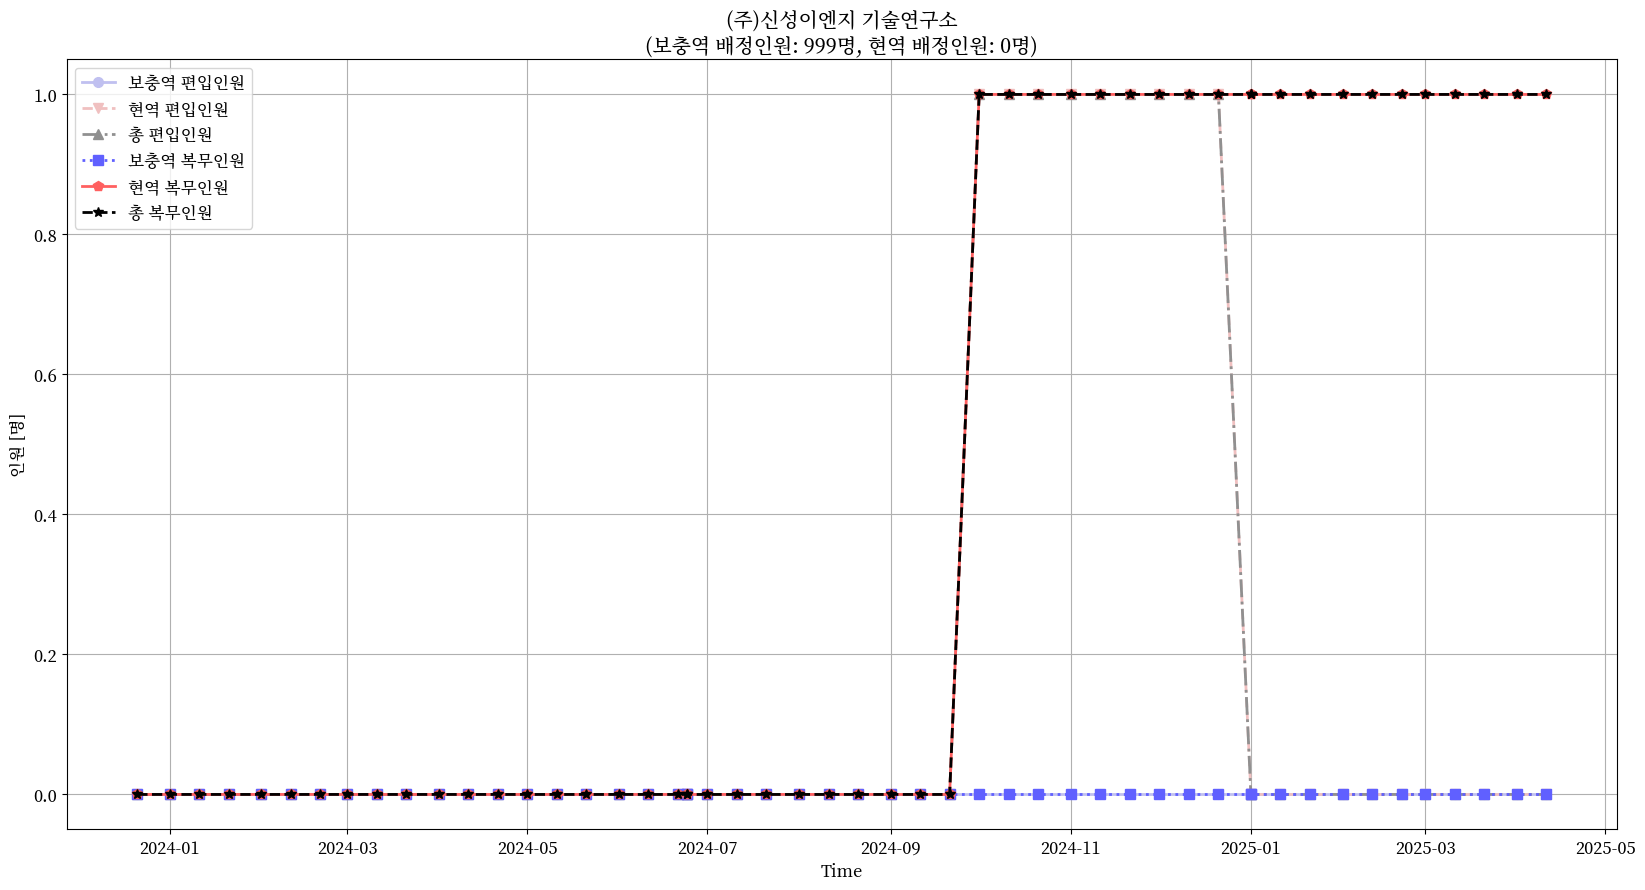 (주)신성이엔지 기술연구소
(보충역 배정인원: 999명, 현역 배정인원: 0명)
보충역 편입인원
현역 편입인원
총 편입인원
보충역 복무인원
현역 복무인원
총 복무인원
인원 [명]
1.0
0.8
0.6
0.4
0.2
0.0
2024-01 2024-03 2024-05 2024-07 2024-09 2024-11 2025-01 2025-03 2025-05
Time